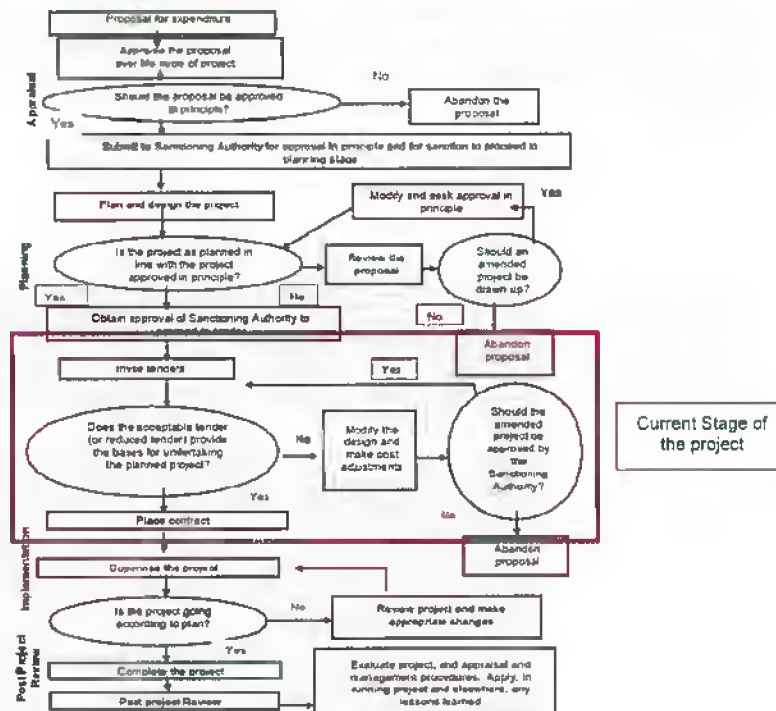 Proposal for expenditure
Appraise the proposal
over life cycle of project
Appraisal
Should the proposal be approved
in principle?
No
Abandon the
proposal
Yes
Submit to Sanctioning Authority for approval in principle and for sanction to proceed to
planning stage
Plan and design the project
Modify and seek approval in
principle
Yes
Planning
Is the project as planned in
line with the project
approved in principle?
Review the
proposal
Should an
amended
project be
drawn up?
Yes
No
No
Obtain approval of Sanctioning Authority to
Abandon
proposal
Invite tenders
Yes
Does the acceptable tender
(or reduced tender) provide
the bases for undertaking
the planned project?
No
Modify the
design and
make cost
adjustments
Should the
amended
project be
approved by
the
Sanctioning
Authority?
Current Stage of
the project
Yes
No
Place contract
Abandon
proposal
Implementation
Supervise the project
Is the project going
according to plan?
No
Review project and make
appropriate changes
Yes
Post Project
Review
Complete the project
Post project Review
Evaluate project, and appraisal and
management procedures. Apply, in
running project and elsewhere, any
lessons learned